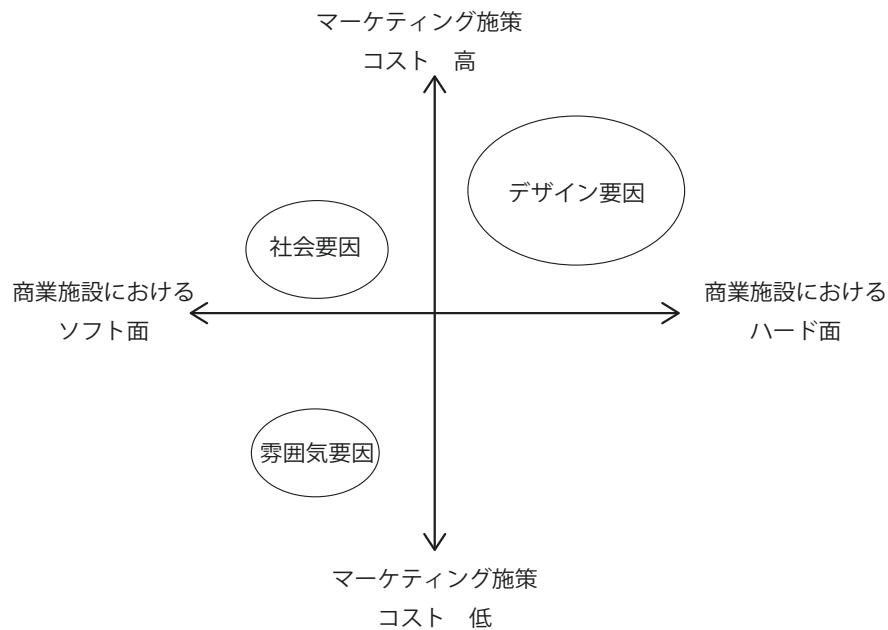 マーケティング施策
コスト　高
デザイン要因
社会要因
商業施設における
ソフト面
商業施設における
ハード面
雰囲気要因
マーケティング施策
コスト　低